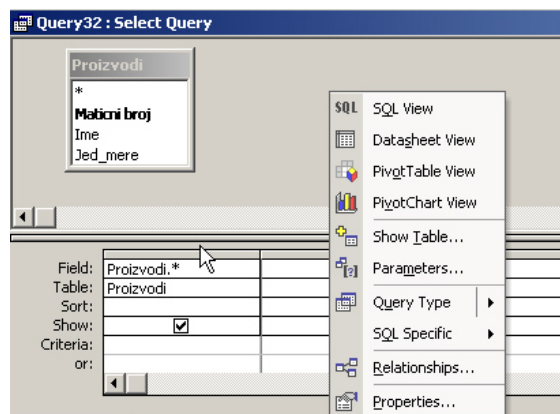 Query32 : Select Query
Proizvodi
*
Maticni broj
Ime
Jed_mere
SQL SQL View
Datasheet View
PivotTable View
PivotChart View
Show Table...
Parameters...
Query Type
SQL Specific
Relationships...
Properties...
Field: Proizvodi.*
Table: Proizvodi
Sort:
Show:
Criteria:
or: